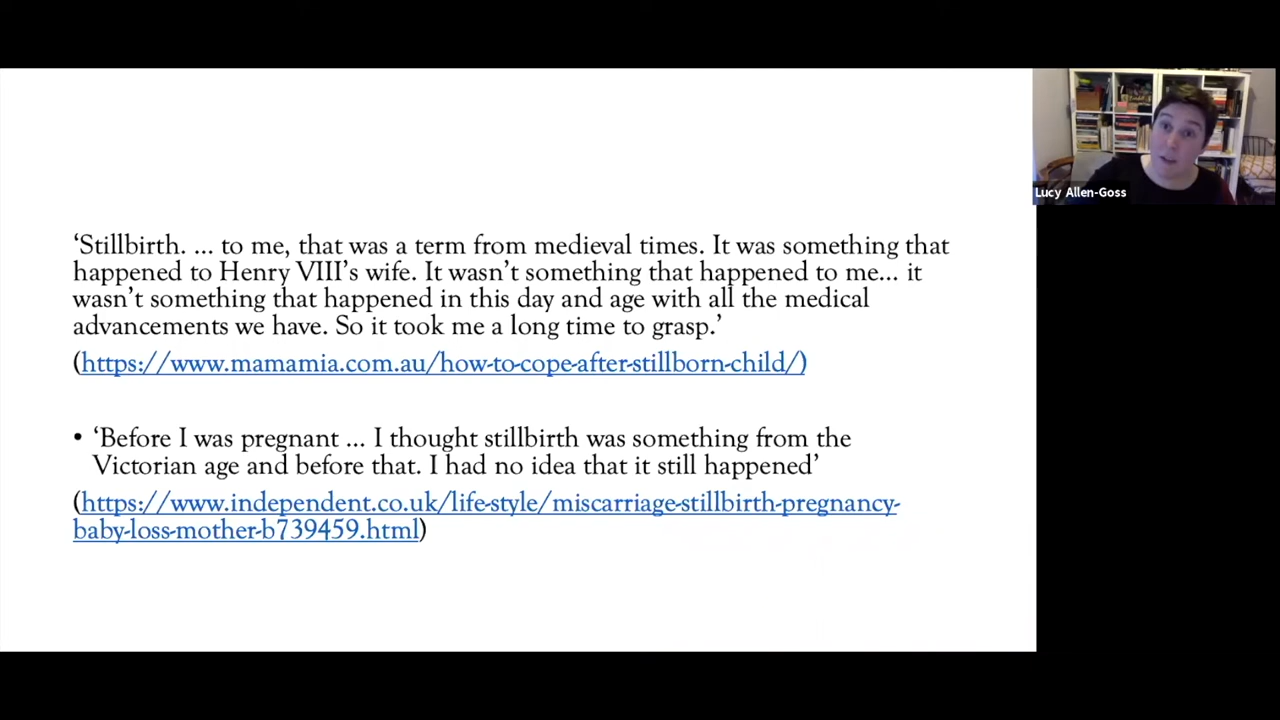 ‘Stillbirth. ... to me, that was a term from medieval times. It was something that
happened to Henry VIII’s wife. It wasn’t something that happened to me... it
wasn’t something that happened in this day and age with all the medical
advancements we have. So it took me a long time to grasp.’
(https://www.mamamia.com.au/how-to-cope-after-stillborn-child/)
• ‘Before I was pregnant ... I thought stillbirth was something from the
Victorian age and before that. I had no idea that it still happened’
(https://www.independent.co.uk/life-style/miscarriage-stillbirth-pregnancy-
baby-loss-mother-b739459.html)
Lucy Allen-Goss